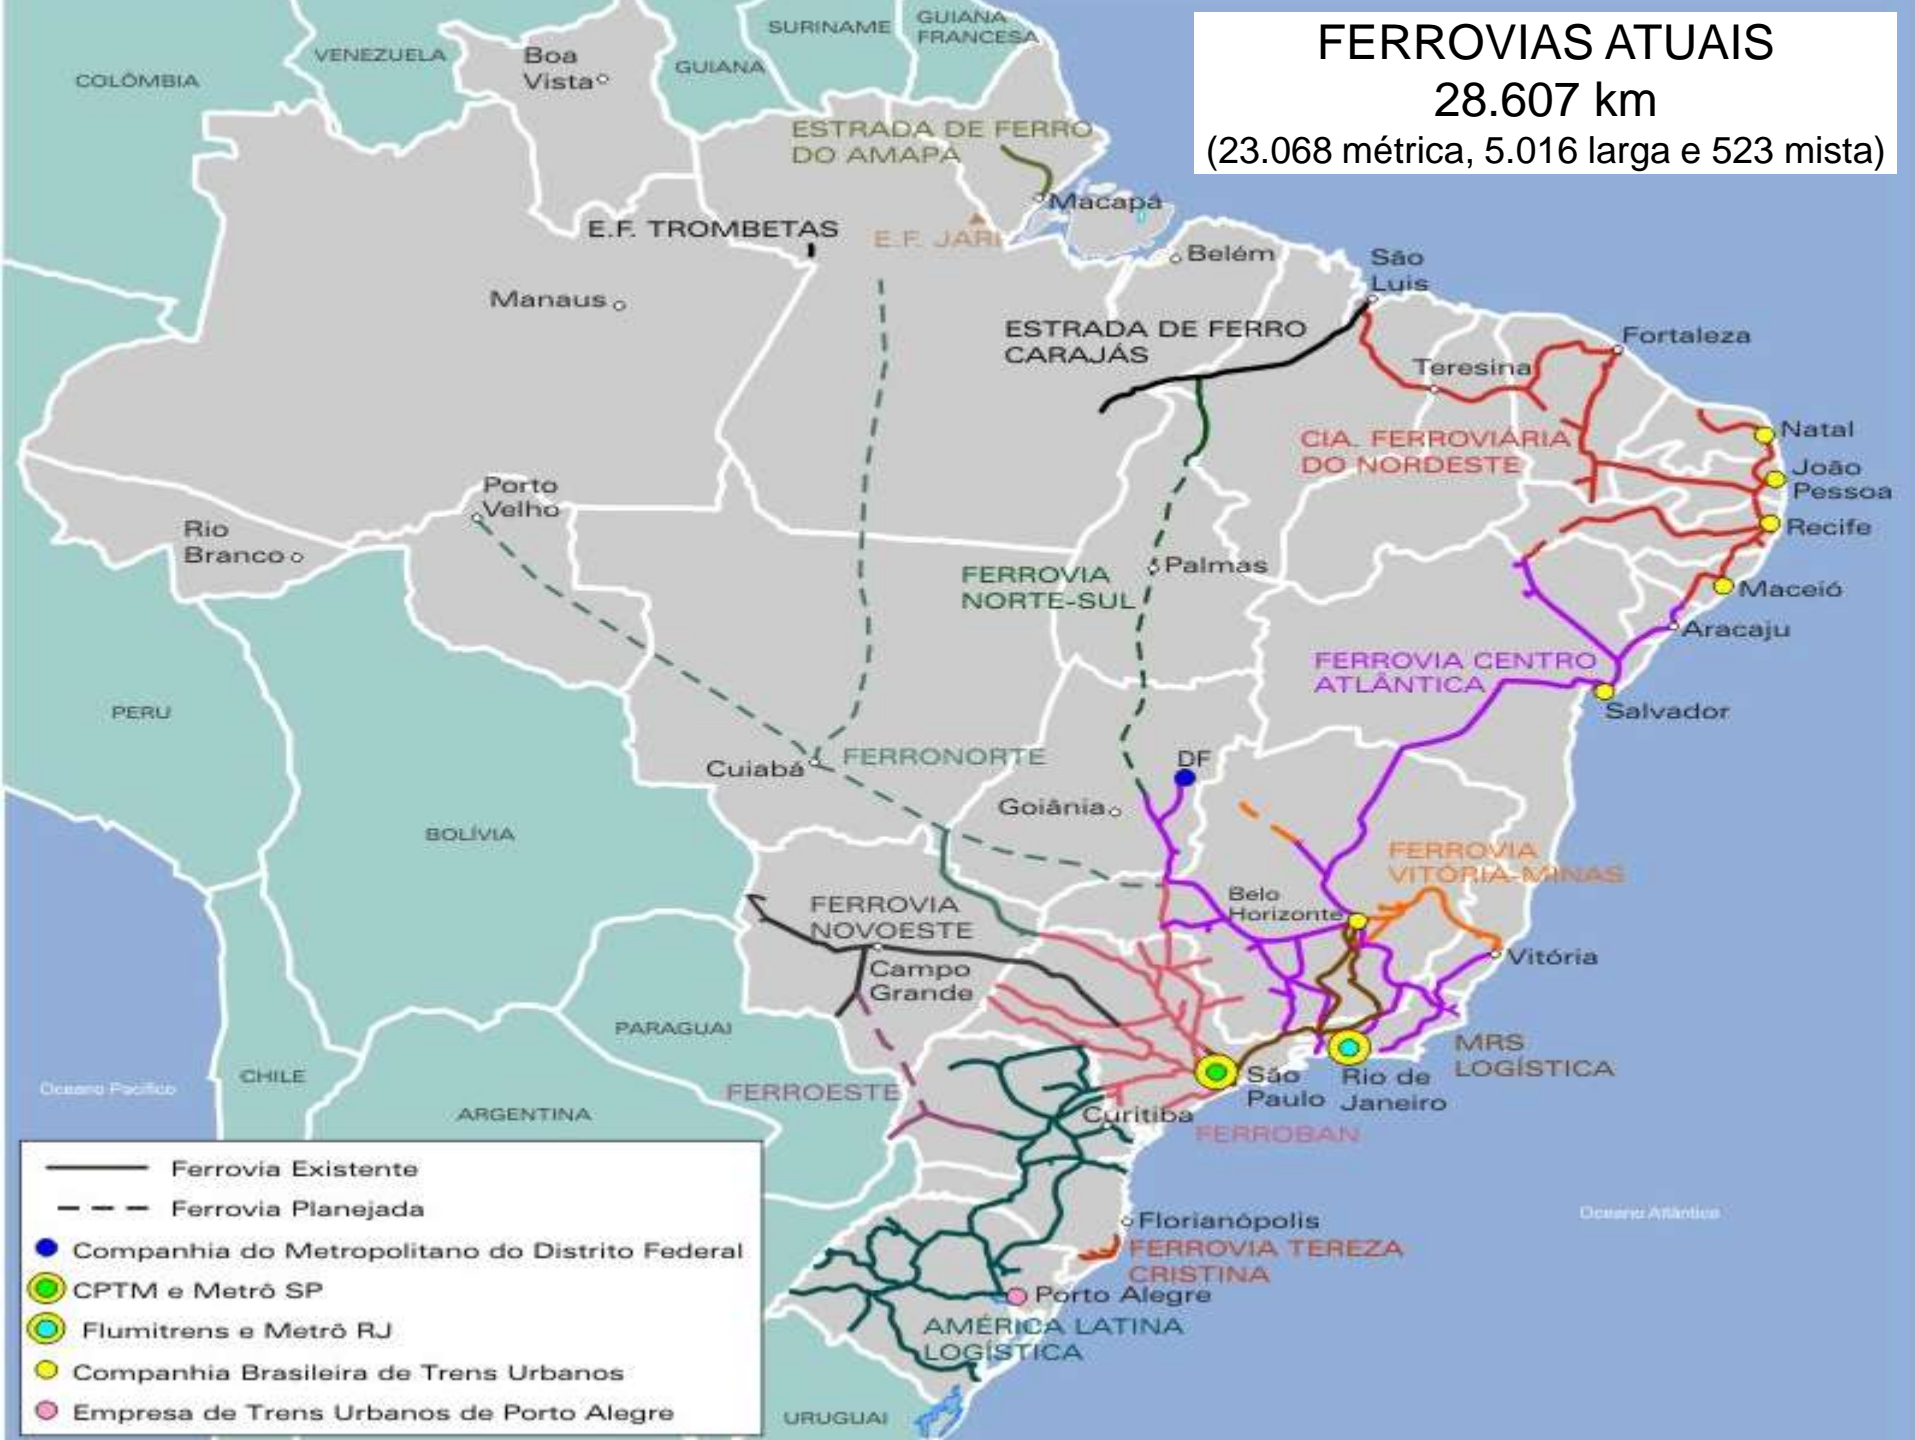 FERROVIAS ATUAIS
28.607 km
(23.068 métrica, 5.016 larga e 523 mista)
COLÔMBIA
VENEZUELA
Boa
Vista
GUIANA
SURINAME
GUIANA
FRANCESA
ESTRADA DE FERRO
DO AMAPÁ
Macapá
E.F. TROMBETAS
E.F. JARI
Belém
São
Luis
Manaus
ESTRADA DE FERRO
CARAJÁS
Fortaleza
Teresina
CIA. FERROVIÁRIA
DO NORDESTE
Natal
João
Pessoa
Recife
Porto
Velho
Rio
Branco
FERROVIA
NORTE-SUL
Palmas
Maceió
Aracaju
FERROVIA CENTRO
ATLÂNTICA
Salvador
PERU
Cuiabá
FERRONORTE
DF
Goiânia
BOLÍVIA
FERROVIA
VITÓRIA-MINAS
Belo
Horizonte
FERROVIA
NOVOESTE
Vitória
Campo
Grande
PARAGUAI
MRS
LOGÍSTICA
São
Paulo
Rio de
Janeiro
CHILE
Oceano Pacífico
FERROESTE
ARGENTINA
Curitiba
FERROBAN
Ferrovia Existente
Ferrovia Planejada
Companhia do Metropolitano do Distrito Federal
CPTM e Metrô SP
Flumitrens e Metrô RJ
Companhia Brasileira de Trens Urbanos
Empresa de Trens Urbanos de Porto Alegre
Oceano Atlântico
Florianópolis
FERROVIA TEREZA
CRISTINA
Porto Alegre
AMÉRICA LATINA
LOGÍSTICA
URUGUAI